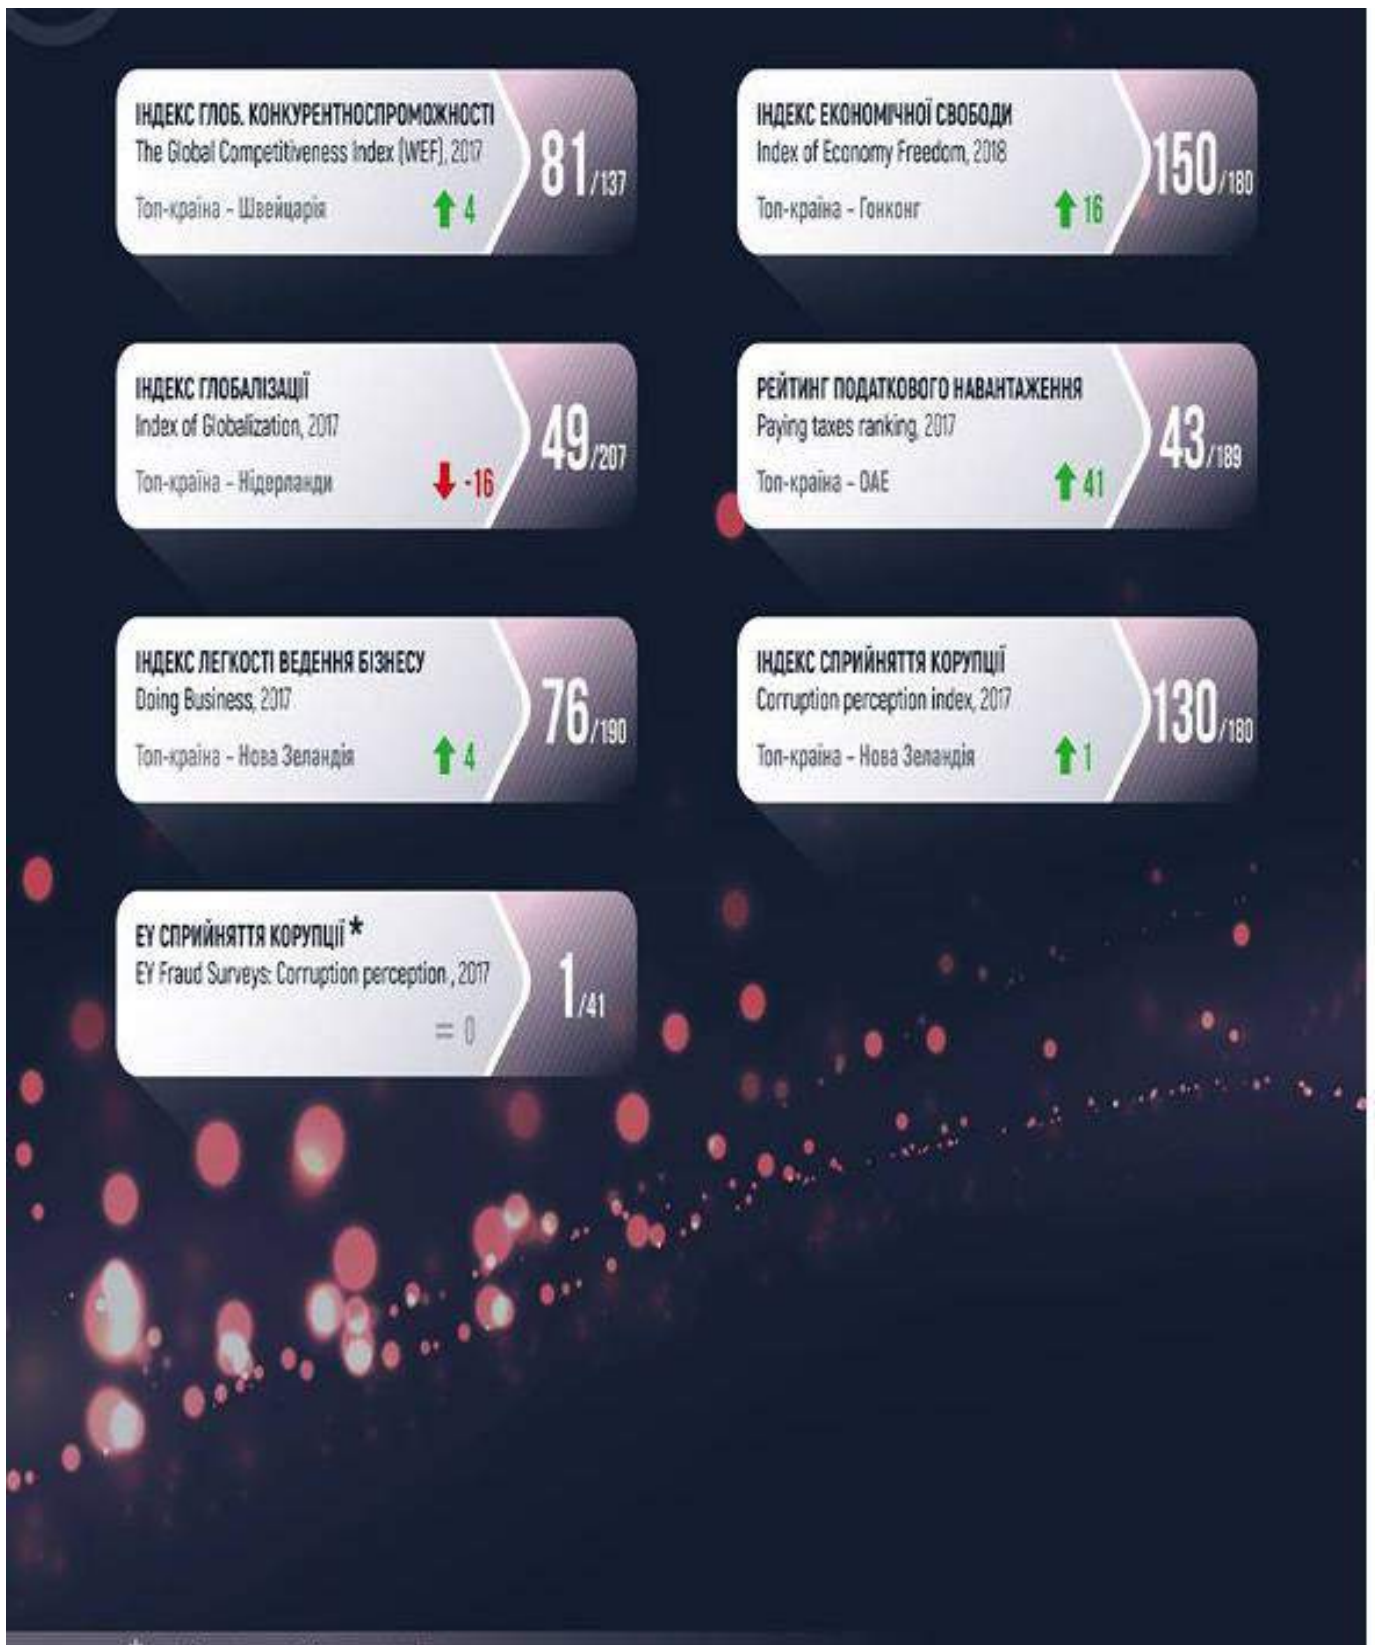 ІНДЕКС ГЛОБ. КОНКУРЕНТНОСПРОМОЖНОСТІ
The Global Competitiveness Index (WEF), 2017
Топ-країна – Швейцарія
4
81/137
ІНДЕКС ЕКОНОМІЧНОЇ СВОБОДИ
Index of Economy Freedom, 2018
Топ-країна – Гонконг
16
150/180
ІНДЕКС ГЛОБАЛІЗАЦІЇ
Index of Globalization, 2017
Топ-країна – Нідерланди
-16
49/207
РЕЙТИНГ ПОДАТКОВОГО НАВАНТАЖЕННЯ
Paying taxes ranking, 2017
Топ-країна – ОАЕ
41
43/189
ІНДЕКС ЛЕГКОСТІ ВЕДЕННЯ БІЗНЕСУ
Doing Business, 2017
Топ-країна – Нова Зеландія
4
76/190
ІНДЕКС СПРИЙНЯТТЯ КОРУПЦІЇ
Corruption perception index, 2017
Топ-країна – Нова Зеландія
1
130/180
EY СПРИЙНЯТТЯ КОРУПЦІЇ *
EY Fraud Surveys: Corruption perception , 2017
= 0
1/41